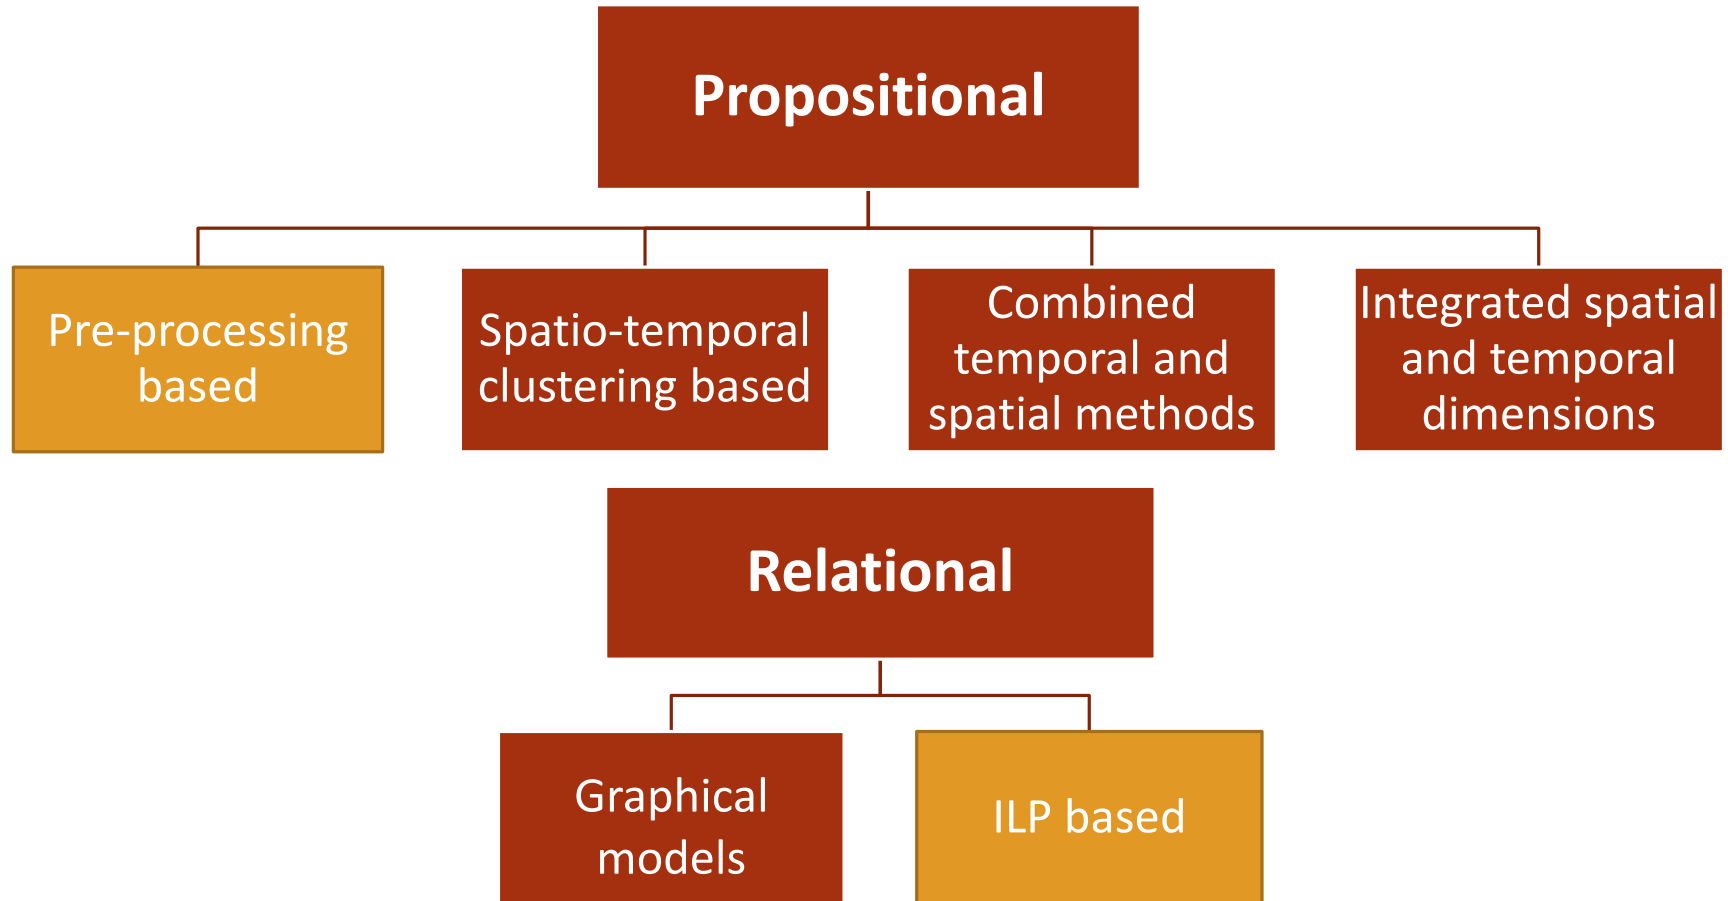 Propositional
Pre-processing
based
Spatio-temporal
clustering based
Combined
temporal and
spatial methods
Integrated spatial
and temporal
dimensions
Relational
Graphical
models
ILP based